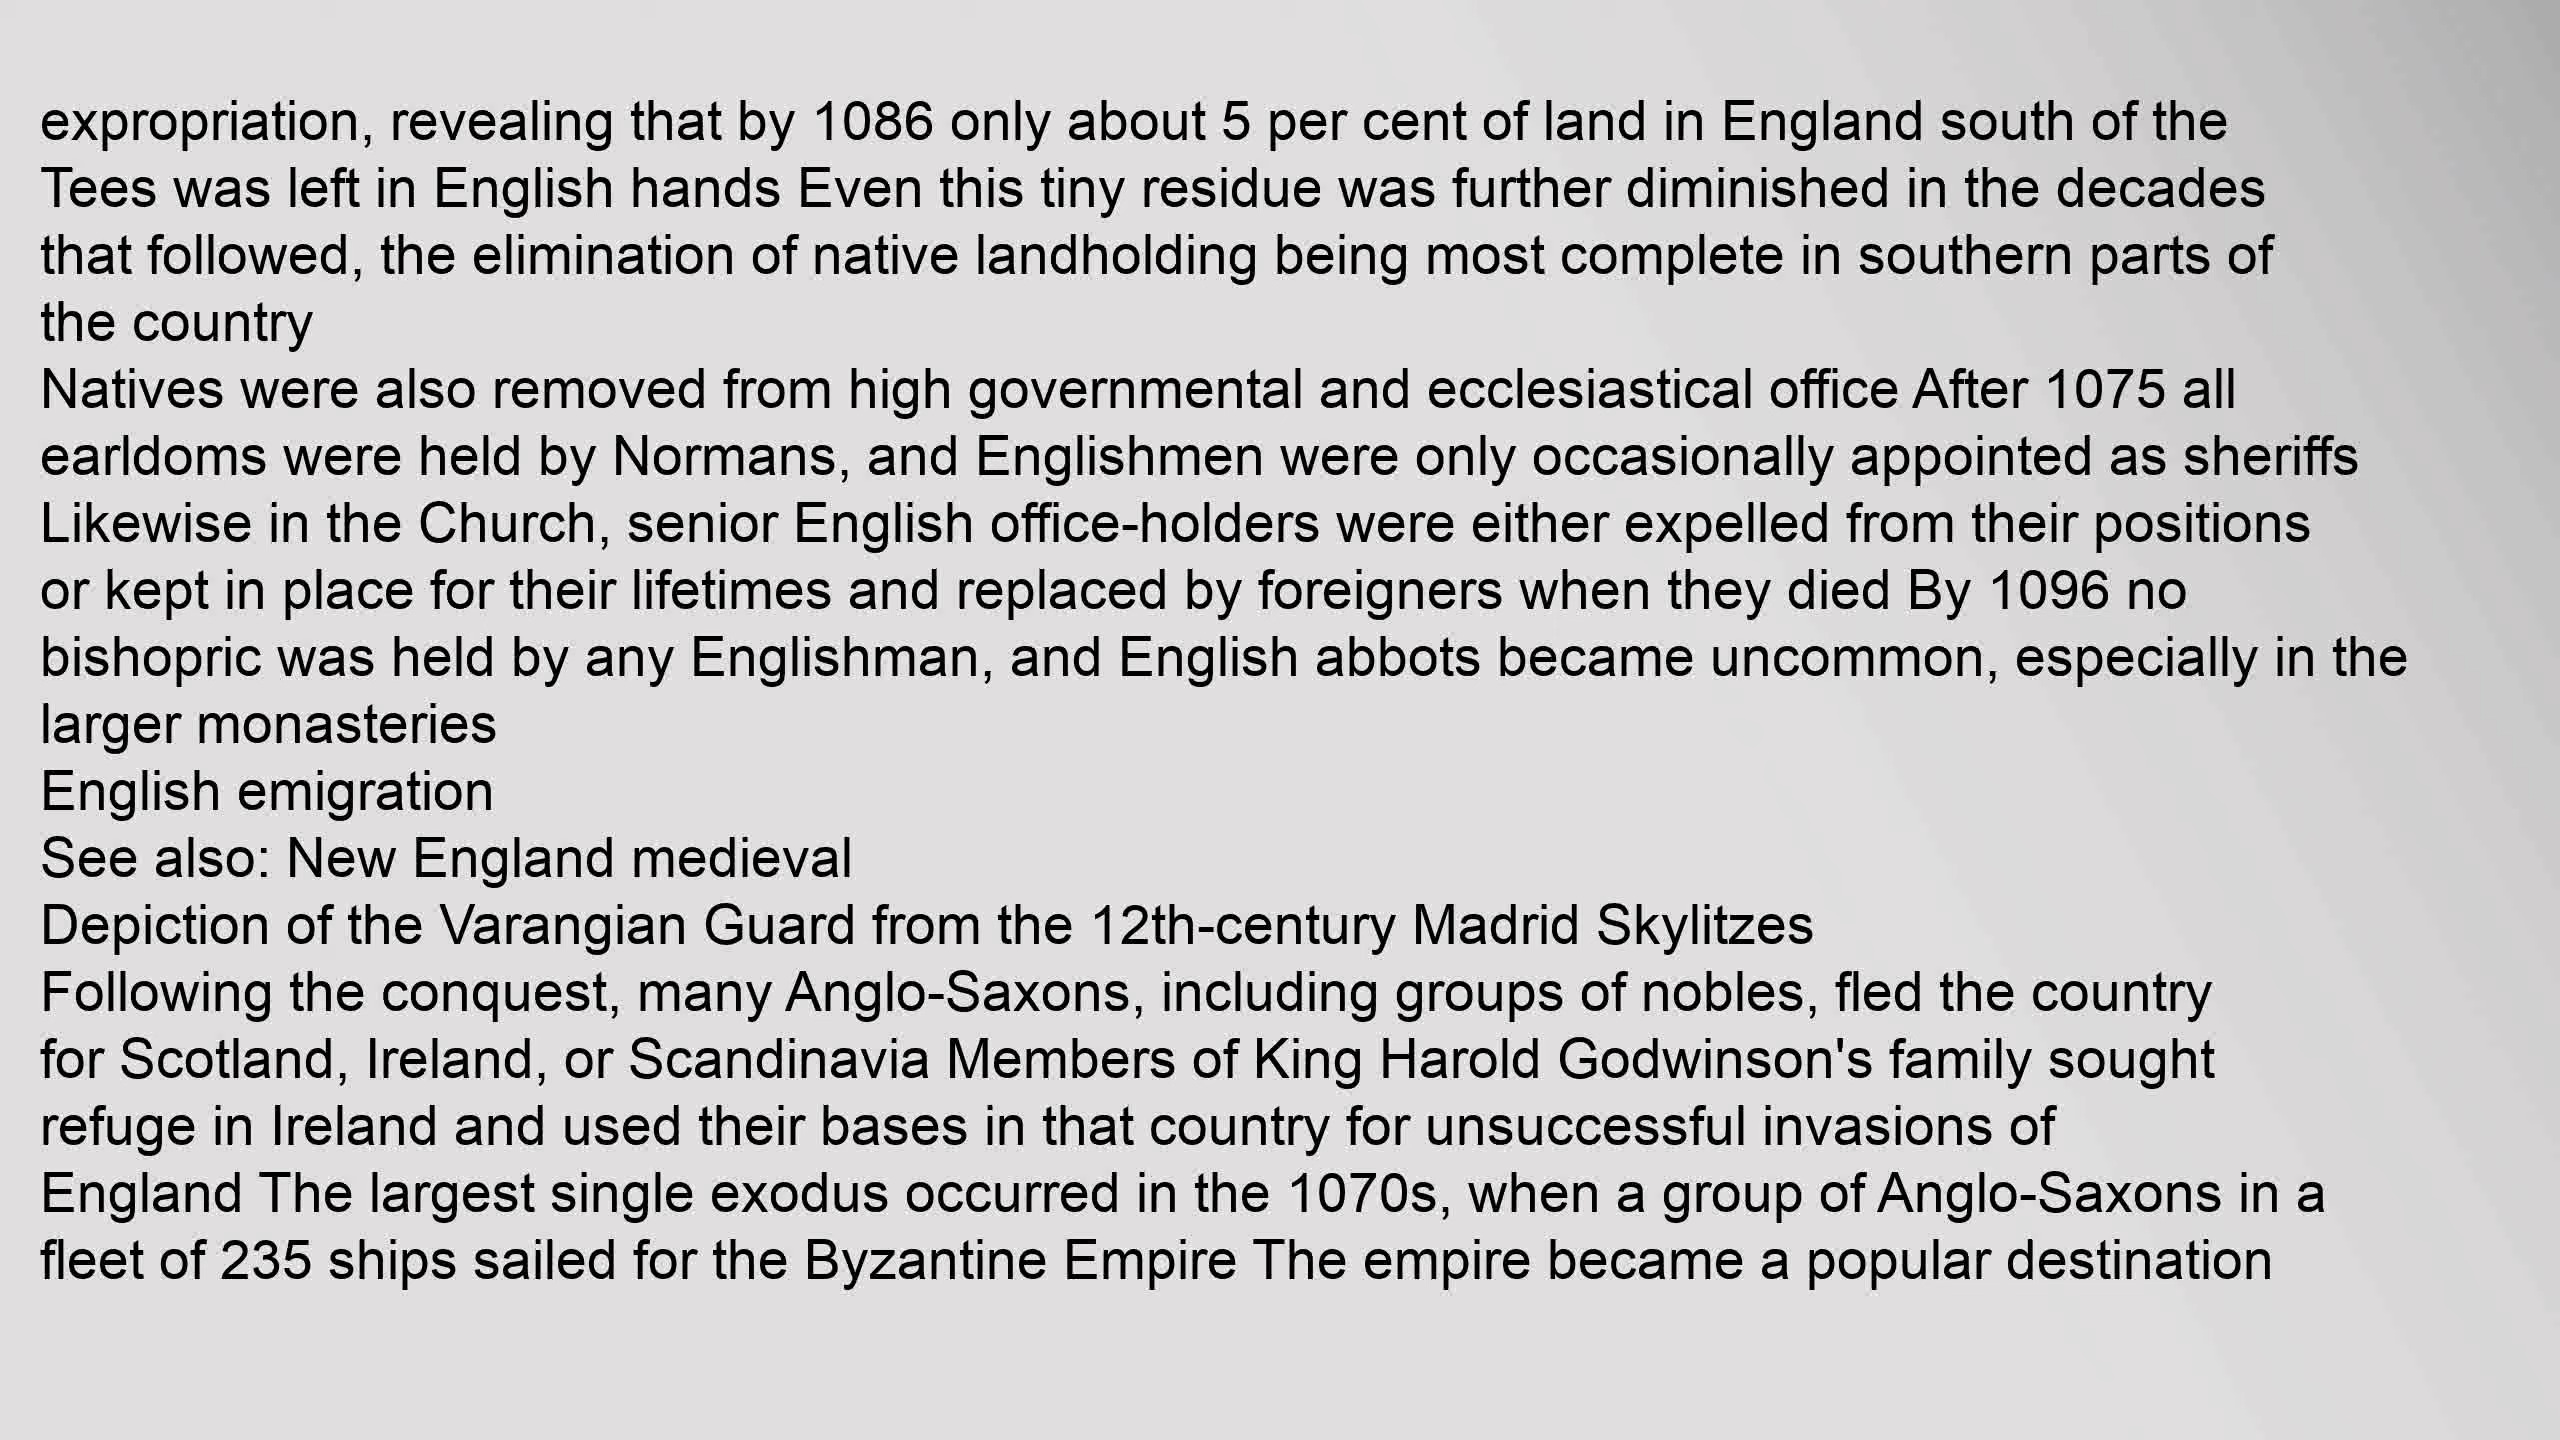 expropriation, revealing that by 1086 only about 5 per cent of land in England south of the
Tees was left in English hands Even this tiny residue was further diminished in the decades
that followed, the elimination of native landholding being most complete in southern parts of
the country
Natives were also removed from high governmental and ecclesiastical office After 1075 all
earldoms were held by Normans, and Englishmen were only occasionally appointed as sheriffs
Likewise in the Church, senior English office-holders were either expelled from their positions
or kept in place for their lifetimes and replaced by foreigners when they died By 1096 no
bishopric was held by any Englishman, and English abbots became uncommon, especially in the
larger monasteries
English emigration
See also: New England medieval
Depiction of the Varangian Guard from the 12th-century Madrid Skylitzes
Following the conquest, many Anglo-Saxons, including groups of nobles, fled the country
for Scotland, Ireland, or Scandinavia Members of King Harold Godwinson's family sought
refuge in Ireland and used their bases in that country for unsuccessful invasions of
England The largest single exodus occurred in the 1070s, when a group of Anglo-Saxons in a
fleet of 235 ships sailed for the Byzantine Empire The empire became a popular destination